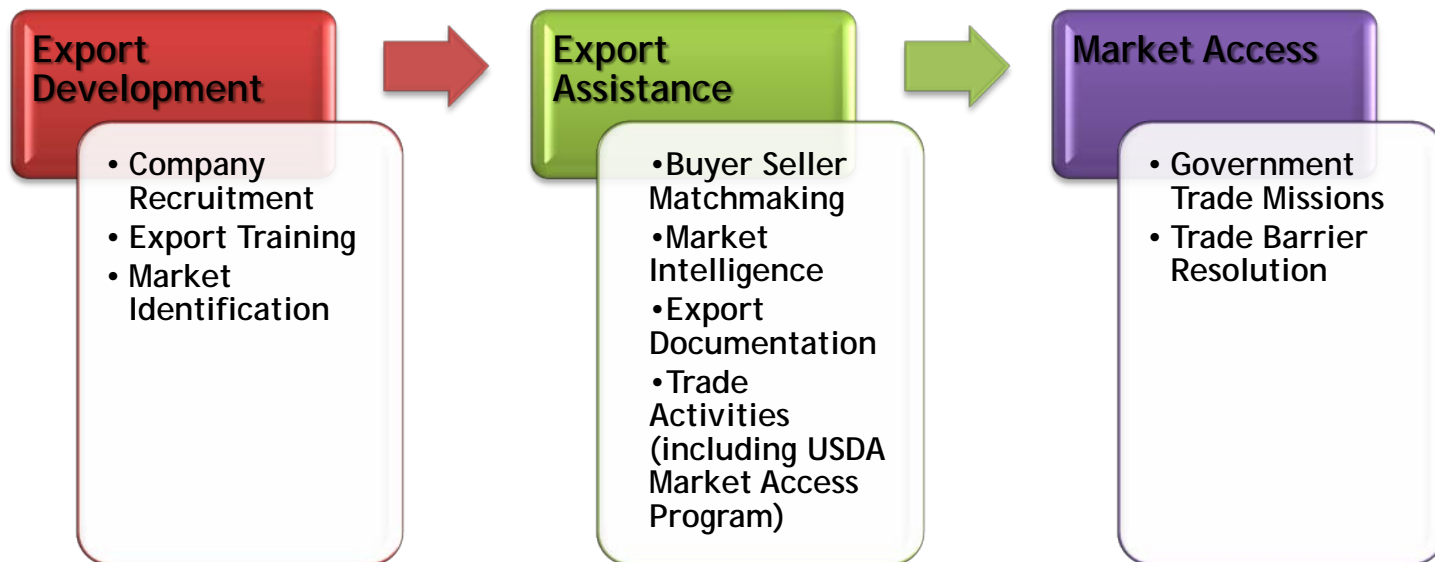 Export
Development
• Company
Recruitment
• Export Training
• Market
Identification
Export
Assistance
•Buyer Seller
Matchmaking
•Market
Intelligence
•Export
Documentation
•Trade
Activities
(including USDA
Market Access
Program)
Market Access
• Government
Trade Missions
• Trade Barrier
Resolution